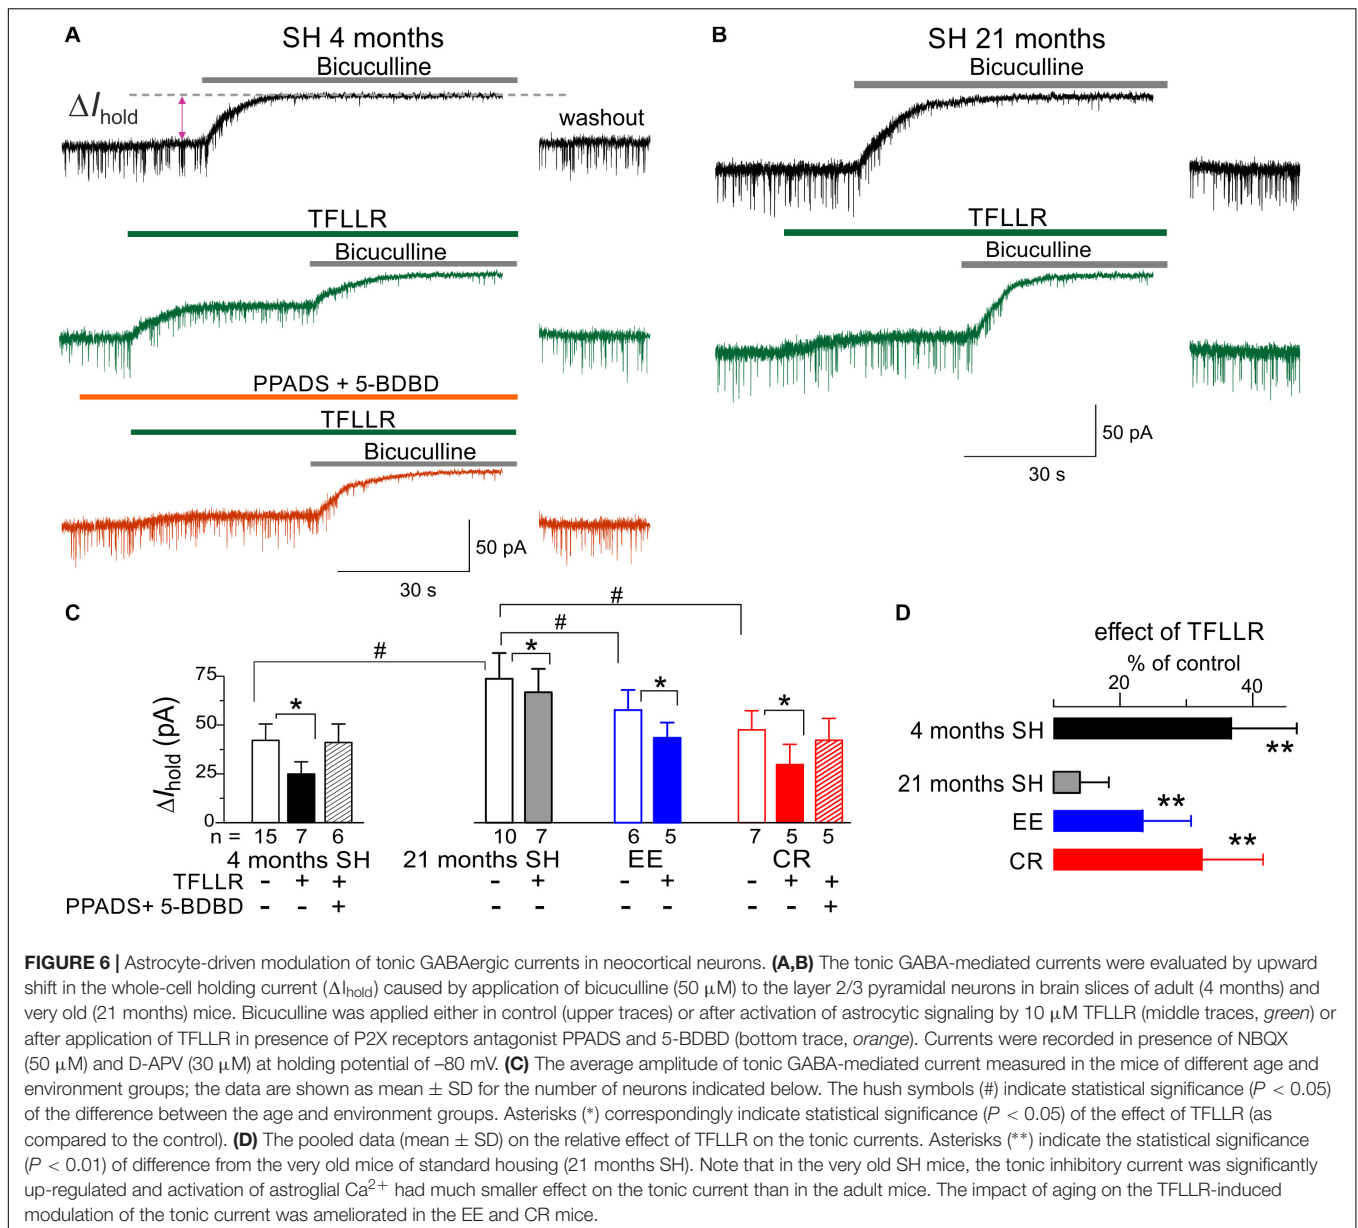 A
SH 4 months
Bicuculline
ΔIhold
washout
TFLLR
Bicuculline
PPADS + 5-BDBD
TFLLR
Bicuculline
50 pA
30 s
B
SH 21 months
Bicuculline
TFLLR
Bicuculline
50 pA
30 s
C
#
#
#
* * * *
ΔIhold (pA)
75
50
25
0
n = 15 7 6 10 7 6 5 7 5 5
4 months SH 21 months SH EE CR
TFLLR - + + - + - + - + +
PPADS+ 5-BDBD - - + - - - - - - +
D
effect of TFLLR
% of control
20 40
4 months SH
**
21 months SH
EE **
CR **
FIGURE 6 | Astrocyte-driven modulation of tonic GABAergic currents in neocortical neurons. (A,B) The tonic GABA-mediated currents were evaluated by upward
shift in the whole-cell holding current (ΔIhold) caused by application of bicuculline (50 μM) to the layer 2/3 pyramidal neurons in brain slices of adult (4 months) and
very old (21 months) mice. Bicuculline was applied either in control (upper traces) or after activation of astrocytic signaling by 10 μM TFLLR (middle traces, green) or
after application of TFLLR in presence of P2X receptors antagonist PPADS and 5-BDBD (bottom trace, orange). Currents were recorded in presence of NBQX
(50 μM) and D-APV (30 μM) at holding potential of –80 mV. (C) The average amplitude of tonic GABA-mediated current measured in the mice of different age and
environment groups; the data are shown as mean ± SD for the number of neurons indicated below. The hush symbols (#) indicate statistical significance (P < 0.05)
of the difference between the age and environment groups. Asterisks (*) correspondingly indicate statistical significance (P < 0.05) of the effect of TFLLR (as
compared to the control). (D) The pooled data (mean ± SD) on the relative effect of TFLLR on the tonic currents. Asterisks (**) indicate the statistical significance
(P < 0.01) of difference from the very old mice of standard housing (21 months SH). Note that in the very old SH mice, the tonic inhibitory current was significantly
up-regulated and activation of astroglial Ca2+ had much smaller effect on the tonic current than in the adult mice. The impact of aging on the TFLLR-induced
modulation of the tonic current was ameliorated in the EE and CR mice.